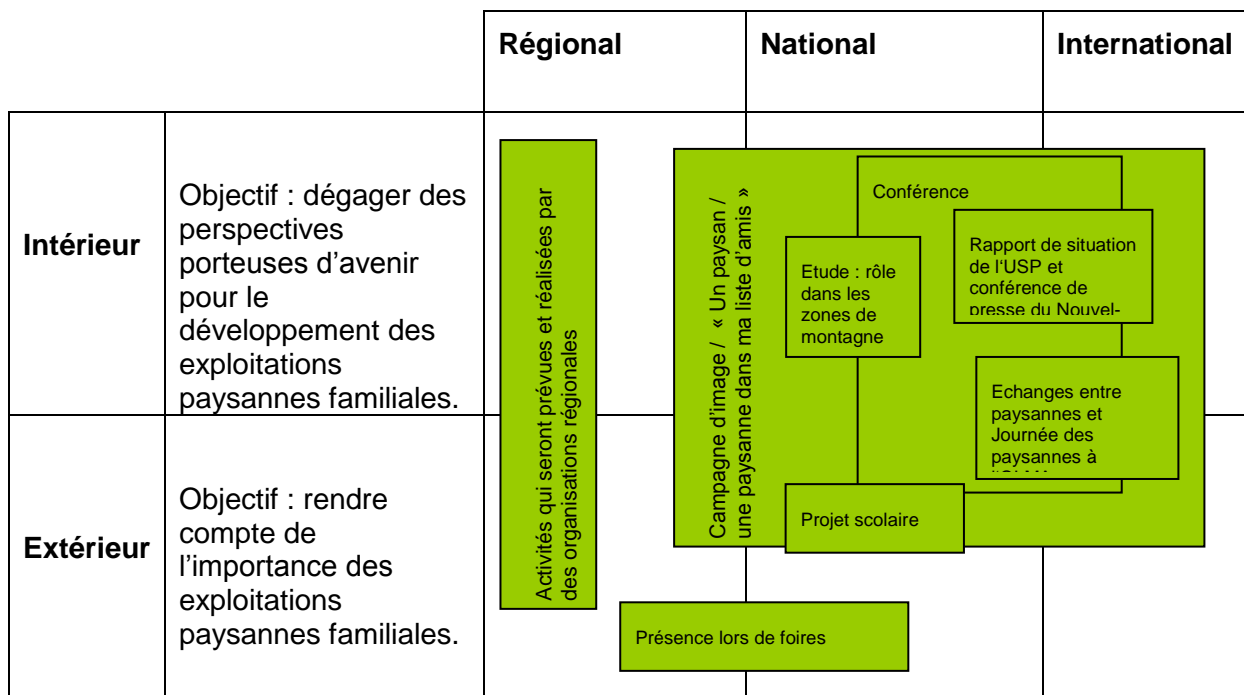 Régional
National
International
Intérieur
Objectif : dégager des
perspectives
porteuses d’avenir
pour le
développement des
exploitations
paysannes familiales.
Activités qui seront prévues et réalisées par
des organisations régionales
Campagne d’image / « Un paysan /
une paysanne dans ma liste d’amis »
Conférence
Etude : rôle
dans les
zones de
montagne
Rapport de situation
de l‘USP et
conférence de
presse du Nouvel-
Echanges entre
paysannes et
Journée des
paysannes à
Projet scolaire
Extérieur
Objectif : rendre
compte de
l’importance des
exploitations
paysannes familiales.
Présence lors de foires